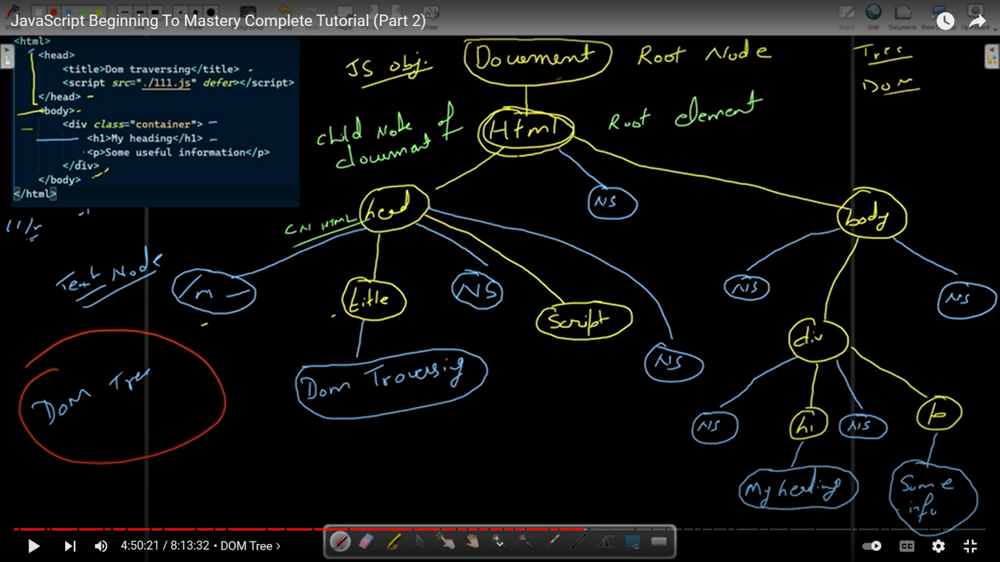 JavaScript Beginning To Mastery Complete Tutorial (Part 2)
Board Web Documents
<html>
<head>
<title>Dom traversing</title>
<script src="./111.js" defer></script>
</head>
<body>
<div class="container">
<h1>My heading</h1>
<p>Some useful information</p>
</div>
</body>
</html>
JS obj.
Document
Root Node
Tree
DOM
Child Node of
document
Html
Root element
NS
CN HTML
head
body
Text Node
/n
title
NS
Script
NS
NS
NS
Dom Traversing
div
Dom Tree
NS
h1
NS
p
My heading
Some
info
4:50:21 / 8:13:32 • DOM Tree >
CC